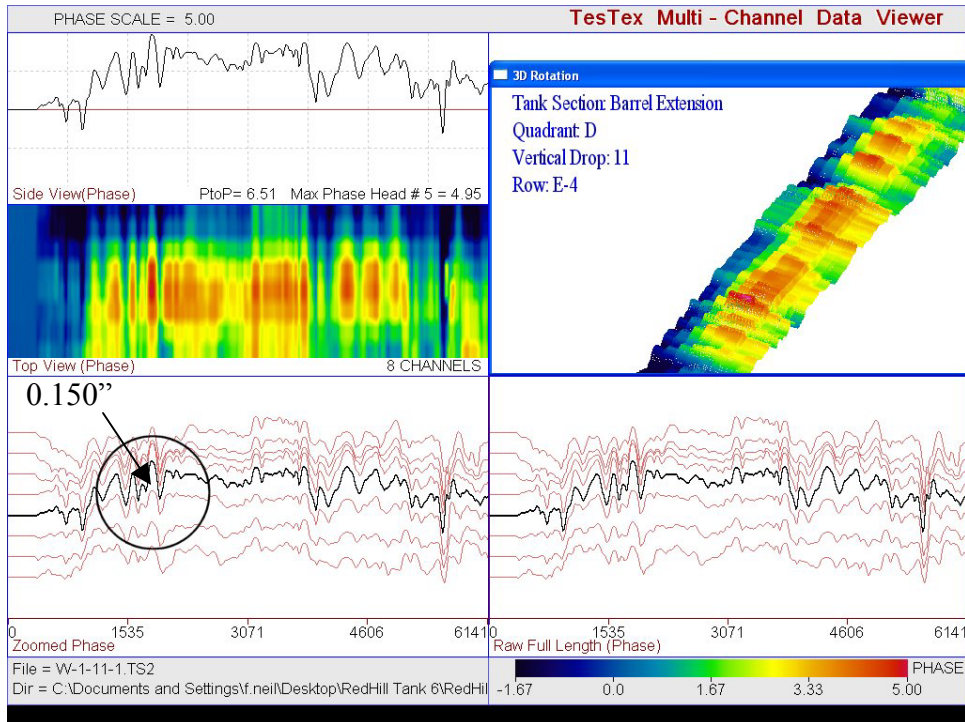 PHASE SCALE = 5.00
TesTex Multi - Channel Data Viewer
Side View(Phase) PtoP= 6.51 Max Phase Head # 5 = 4.95
3D Rotation
Tank Section: Barrel Extension
Quadrant: D
Vertical Drop: 11
Row: E-4
Top View (Phase) 8 CHANNELS
0.150”
0 1535 3071 4606 6141
Zoomed Phase
0 1535 3071 4606 6141
Raw Full Length (Phase)
File = W-1-11-1.TS2
Dir = C:\Documents and Settings\f.neil\Desktop\RedHill Tank 6\RedHil
PHASE
-1.67 0.0 1.67 3.33 5.00